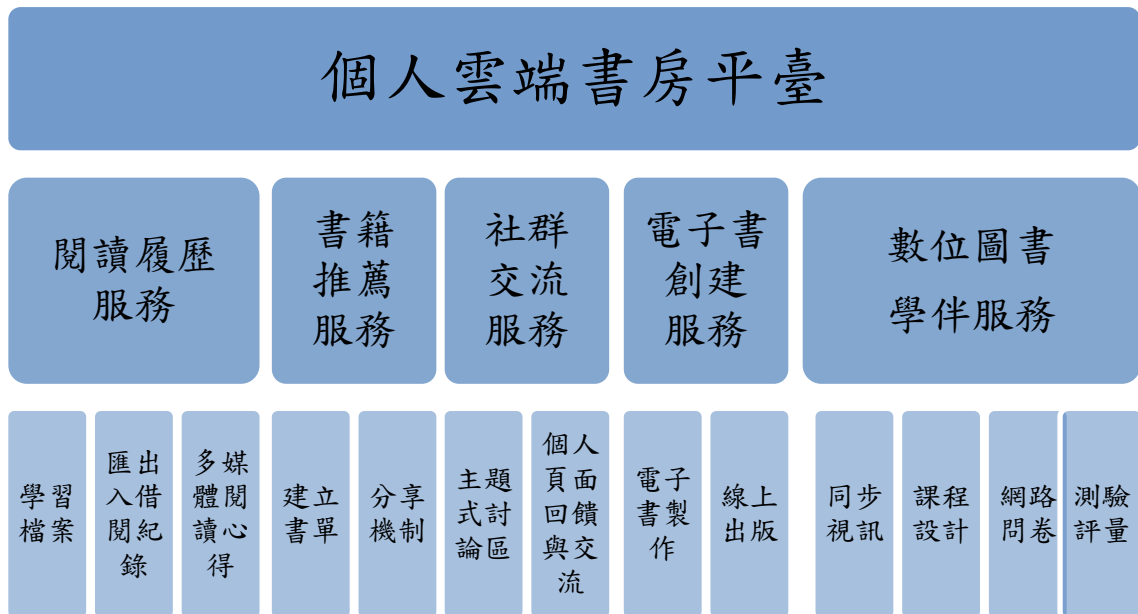 個人雲端書房平臺
閱讀履歷
服務
書籍
推薦
服務
社群
交流
服務
電子書
創建
服務
數位圖書
學伴服務
學習
檔案
匯出
入借
閱紀
錄
多媒
體閱
讀心
得
建立
書單
分享
機制
主題
式討
論區
個人
頁面
回饋
與交
流
電子
書製
作
線上
出版
同步
視訊
課程
設計
網路
問卷
測驗
評量